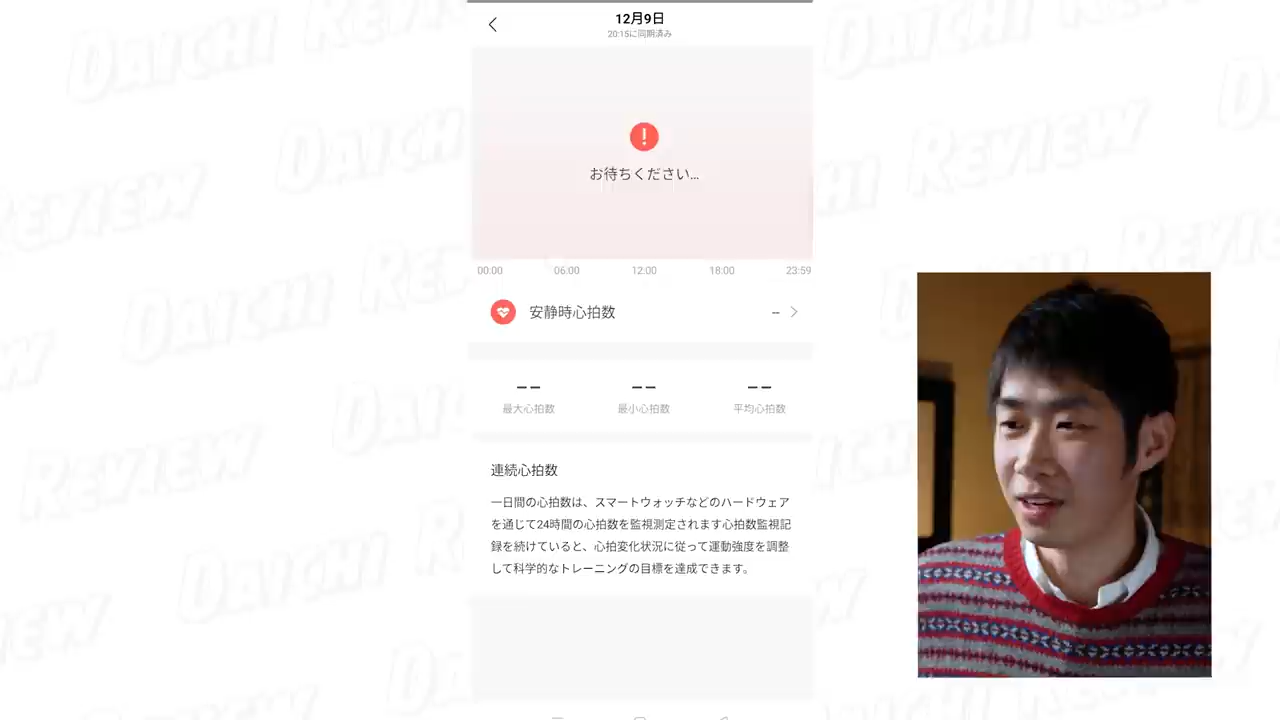 12月9日
20:15に同期済み
お待ちください...
00:00 06:00 12:00 18:00 23:59
安静時心拍数 --
-- -- --
最大心拍数 最小心拍数 平均心拍数
連続心拍数
一日間の心拍数は、スマートウォッチなどのハードウェア
を通じて24時間の心拍数を監視測定されます心拍数監視記
録を続けていると、心拍変化状況に従って運動強度を調整
して科学的なトレーニングの目標を達成できます。
DAICHI REVIEW